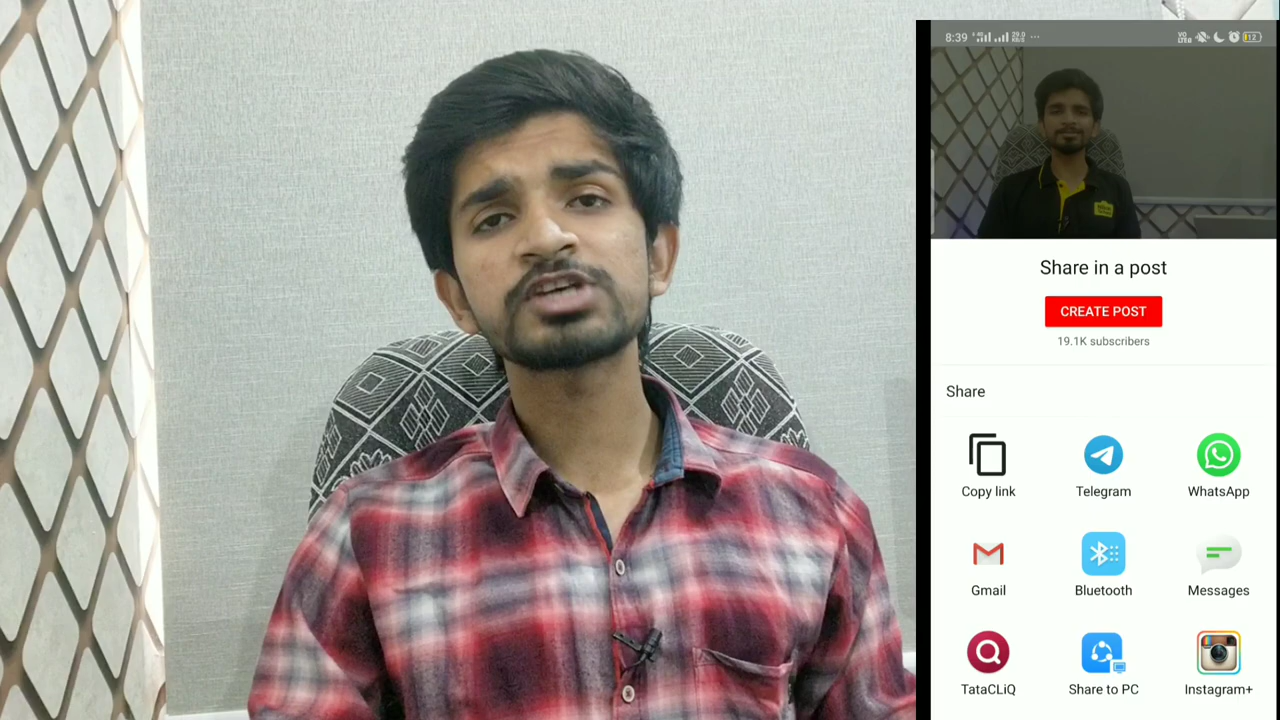 8:39
12
Share in a post
CREATE POST
19.1K subscribers
Share
Copy link
Telegram
WhatsApp
Gmail
Bluetooth
Messages
TataCLiQ
Share to PC
Instagram+